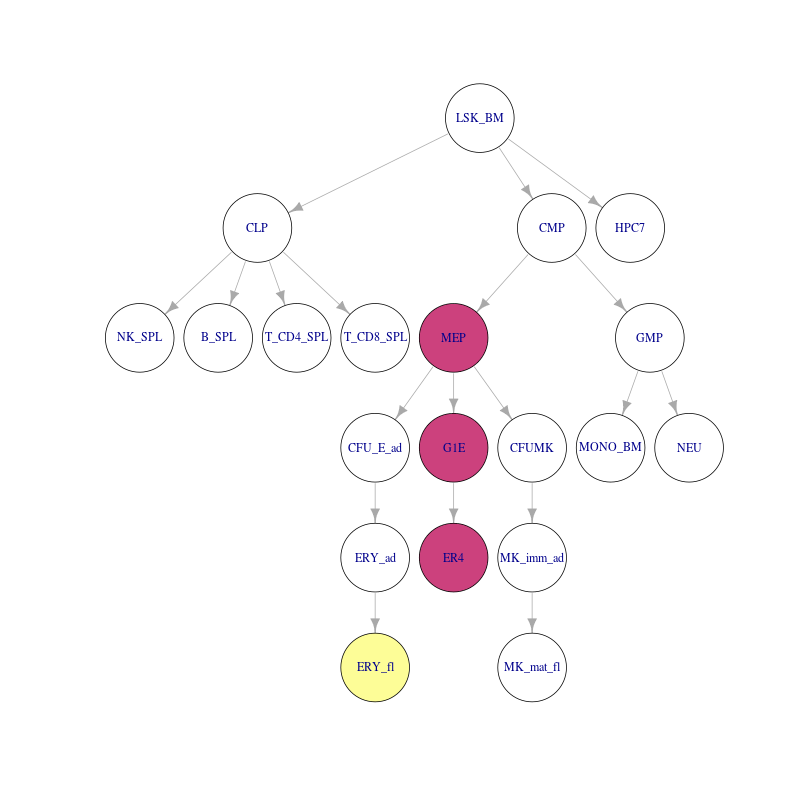 LSK_BM
CLP
CMP
HPC7
NK_SPL
B_SPL
T_CD4_SPL
T_CD8_SPL
MEP
GMP
CFU_E_ad
G1E
CFUMK
MONO_BM
NEU
ERY_ad
ER4
MK_imm_ad
ERY_fl
MK_mat_fl